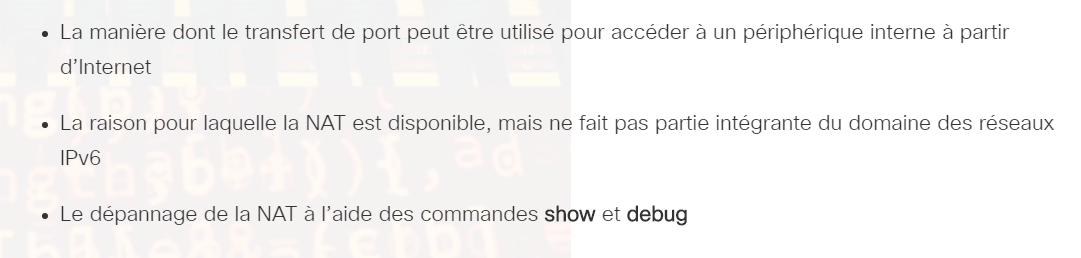 • La manière dont le transfert de port peut être utilisé pour accéder à un périphérique interne à partir
d’Internet
• La raison pour laquelle la NAT est disponible, mais ne fait pas partie intégrante du domaine des réseaux
IPv6
• Le dépannage de la NAT à l’aide des commandes show et debug